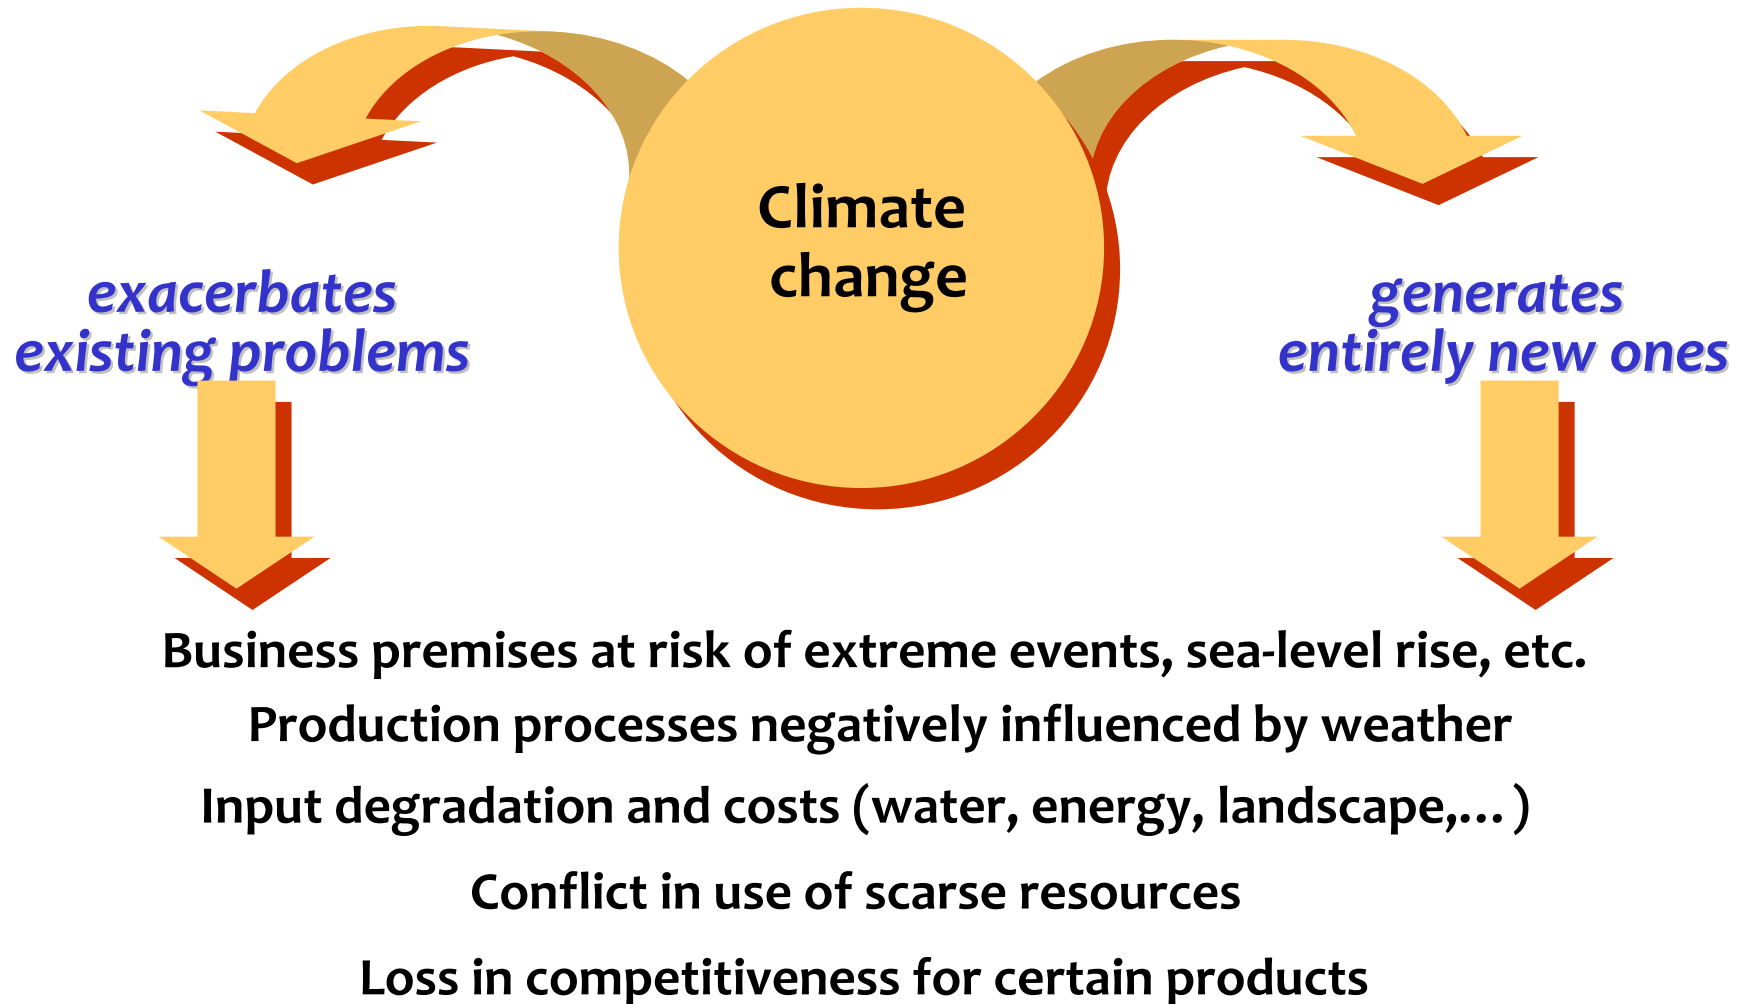 Climate
change
exacerbates
existing problems
generates
entirely new ones
Business premises at risk of extreme events, sea-level rise, etc.
Production processes negatively influenced by weather
Input degradation and costs (water, energy, landscape,… )
Conflict in use of scarse resources
Loss in competitiveness for certain products